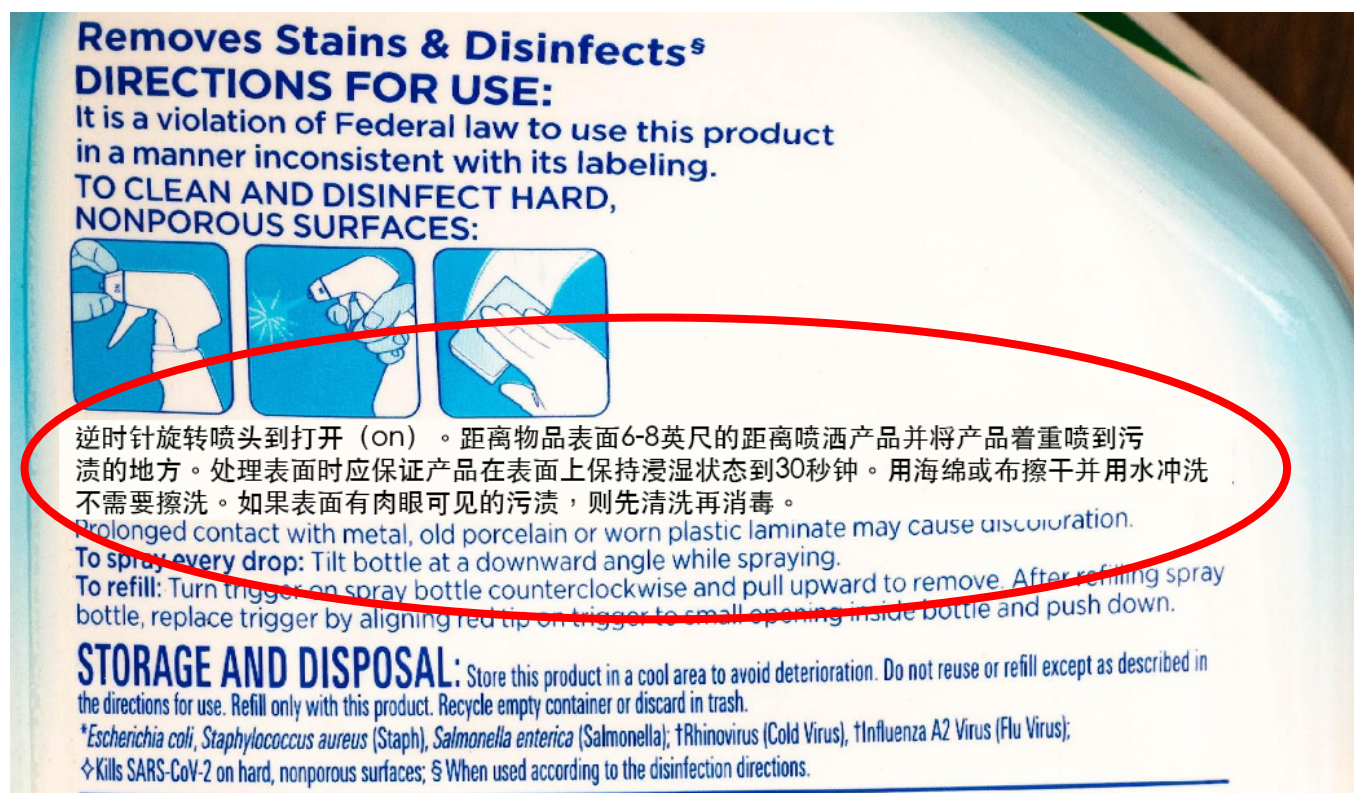 Removes Stains & Disinfects§
DIRECTIONS FOR USE:
It is a violation of Federal law to use this product
in a manner inconsistent with its labeling.
TO CLEAN AND DISINFECT HARD,
NONPOROUS SURFACES:
逆时针旋转喷头到打开（on）。距离物品表面6-8英尺的距离喷洒产品并将产品着重喷到污
渍的地方。处理表面时应保证产品在表面上保持浸湿状态到30秒钟。用海绵或布擦干并用水冲洗
不需要擦洗。如果表面有肉眼可见的污渍，则先清洗再消毒。
Prolonged contact with metal, old porcelain or worn plastic laminate may cause discoloration.
To spray every drop: Tilt bottle at a downward angle while spraying.
To refill: Turn trigger on spray bottle counterclockwise and pull upward to remove. After refilling spray
bottle, replace trigger by aligning red tip on trigger to small opening inside bottle and push down.
STORAGE AND DISPOSAL: Store this product in a cool area to avoid deterioration. Do not reuse or refill except as described in
the directions for use. Refill only with this product. Recycle empty container or discard in trash.
*Escherichia coli, Staphylococcus aureus (Staph), Salmonella enterica (Salmonella); †Rhinovirus (Cold Virus), †Influenza A2 Virus (Flu Virus);
✧Kills SARS-CoV-2 on hard, nonporous surfaces; § When used according to the disinfection directions.